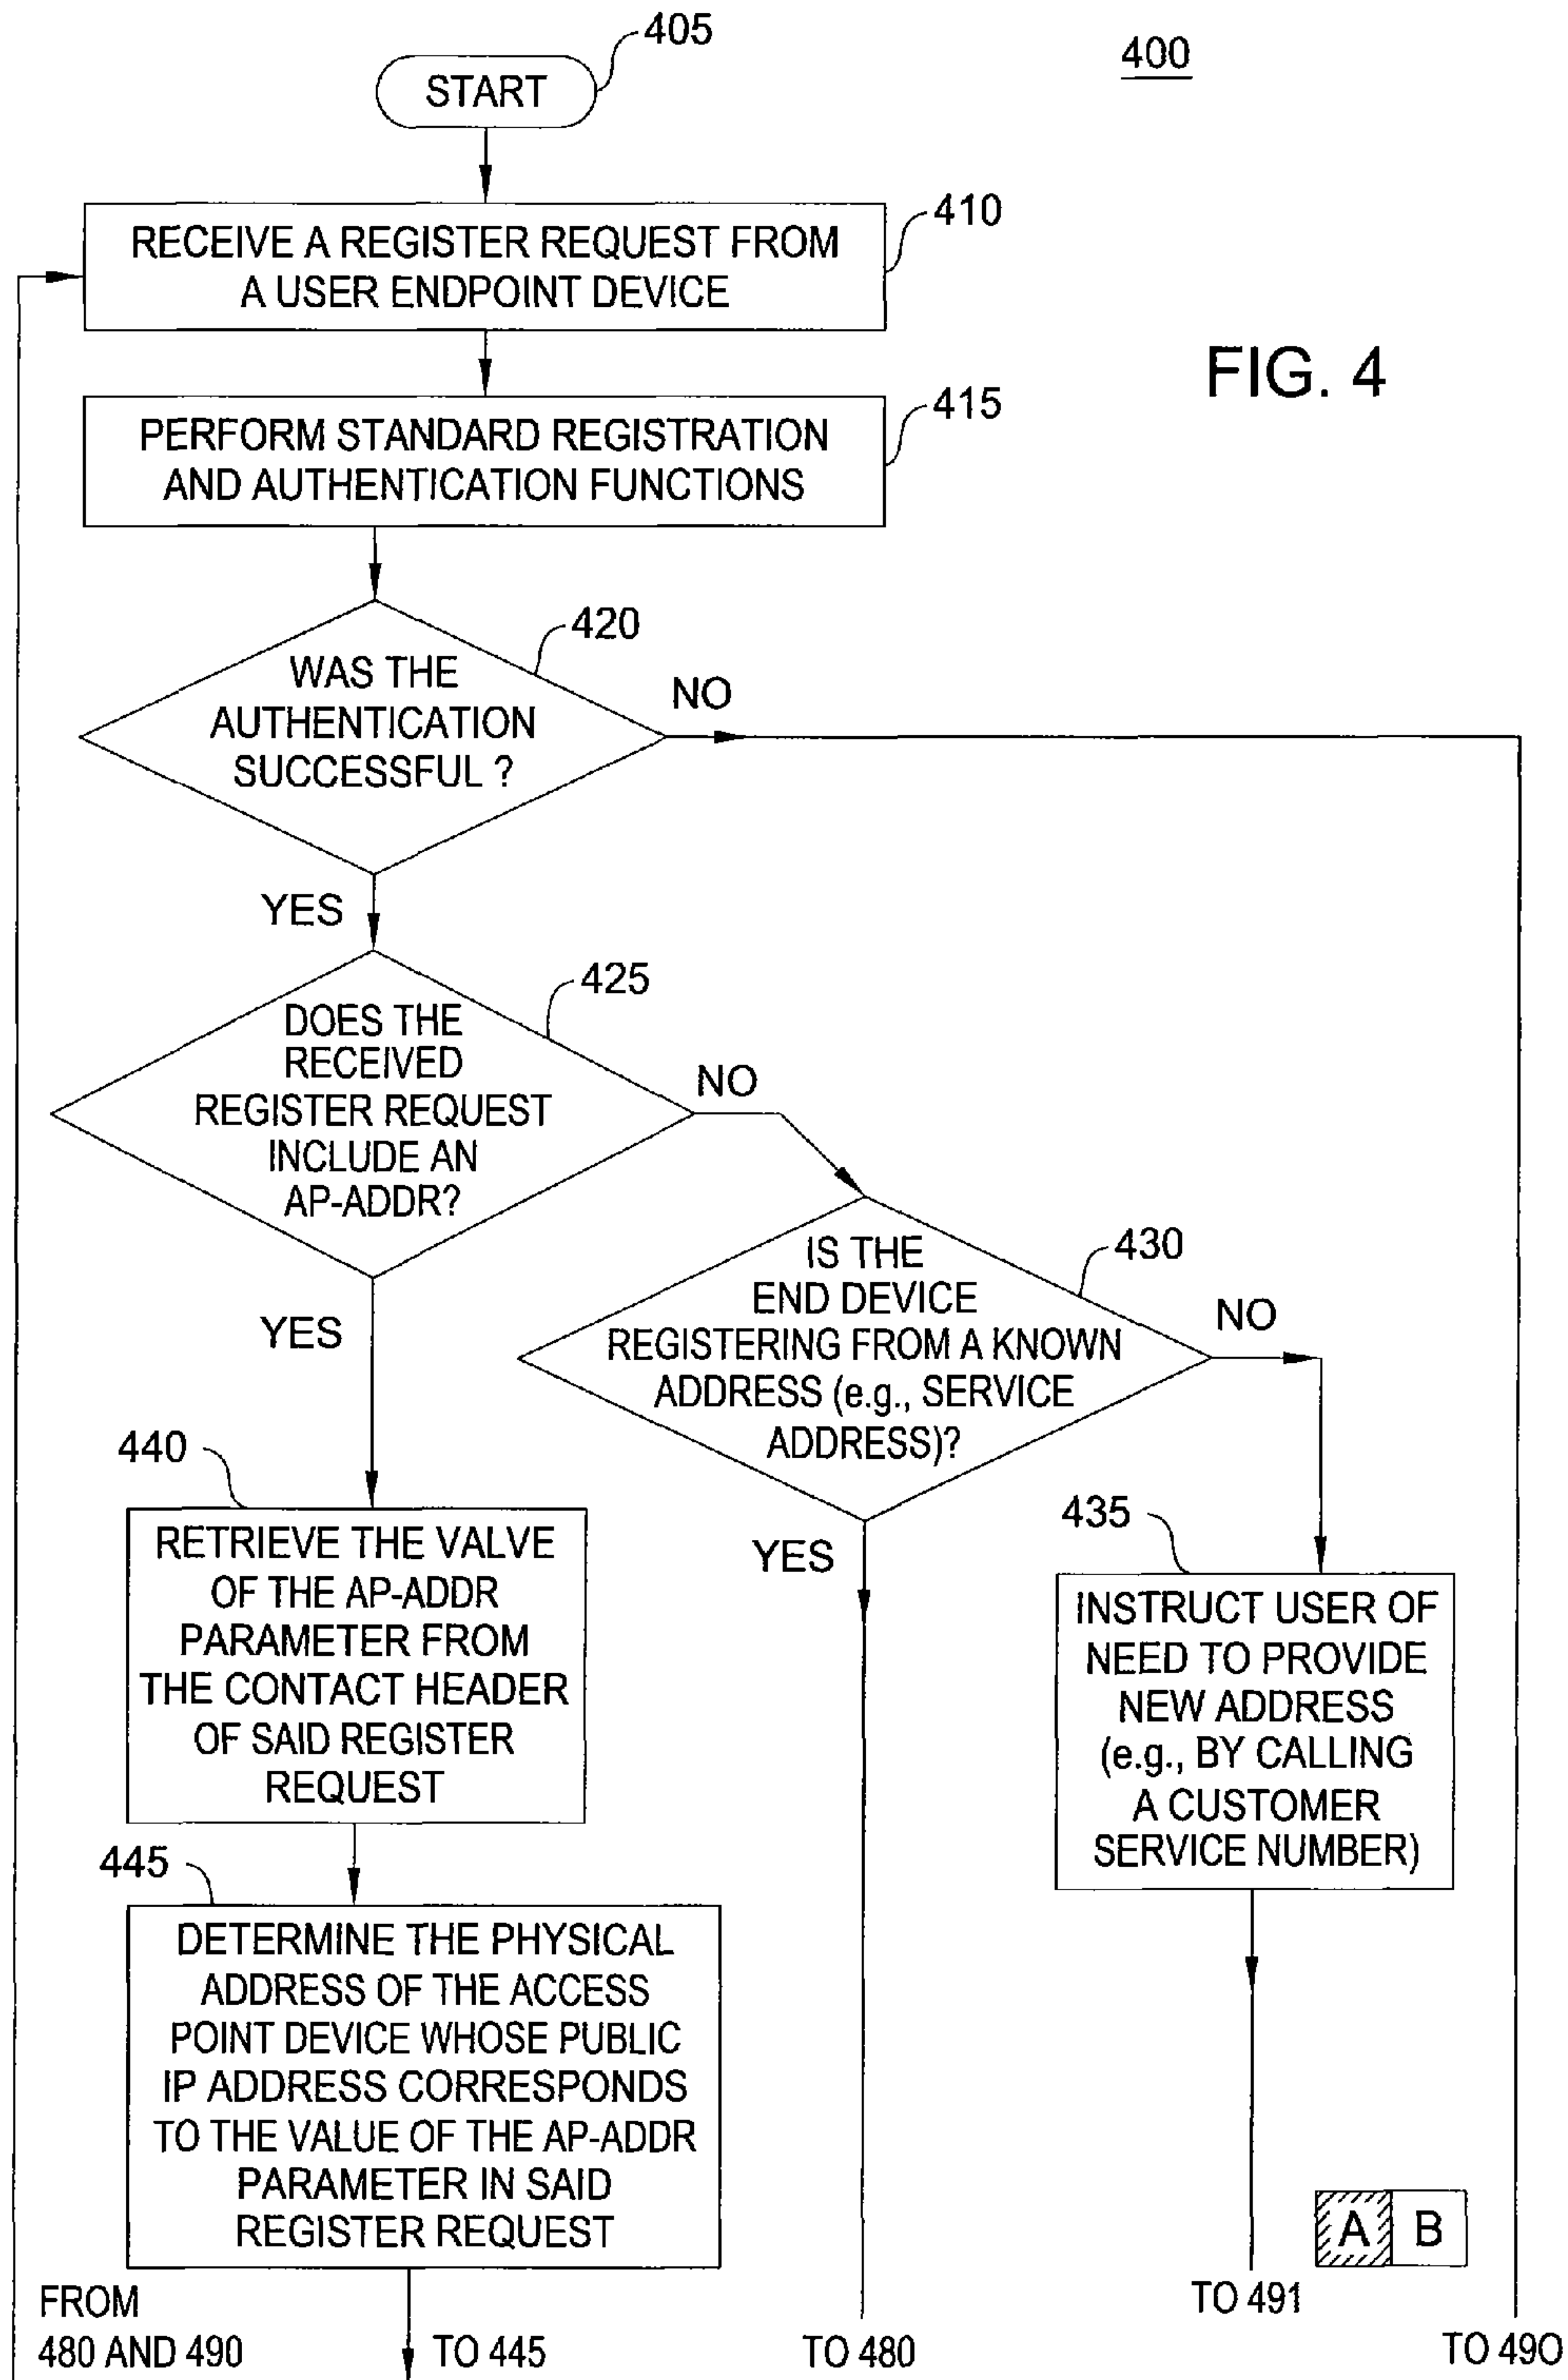 405
400
START
410
RECEIVE A REGISTER REQUEST FROM
A USER ENDPOINT DEVICE
FIG. 4
415
PERFORM STANDARD REGISTRATION
AND AUTHENTICATION FUNCTIONS
420
WAS THE
AUTHENTICATION
SUCCESSFUL ?
NO
YES
425
DOES THE
RECEIVED
REGISTER REQUEST
INCLUDE AN
AP-ADDR?
NO
YES
430
IS THE
END DEVICE
REGISTERING FROM A KNOWN
ADDRESS (e.g., SERVICE
ADDRESS)?
NO
YES
440
RETRIEVE THE VALVE
OF THE AP-ADDR
PARAMETER FROM
THE CONTACT HEADER
OF SAID REGISTER
REQUEST
435
INSTRUCT USER OF
NEED TO PROVIDE
NEW ADDRESS
(e.g., BY CALLING
A CUSTOMER
SERVICE NUMBER)
445
DETERMINE THE PHYSICAL
ADDRESS OF THE ACCESS
POINT DEVICE WHOSE PUBLIC
IP ADDRESS CORRESPONDS
TO THE VALUE OF THE AP-ADDR
PARAMETER IN SAID
REGISTER REQUEST
A B
FROM
480 AND 490
TO 445
TO 480
TO 491
TO 490